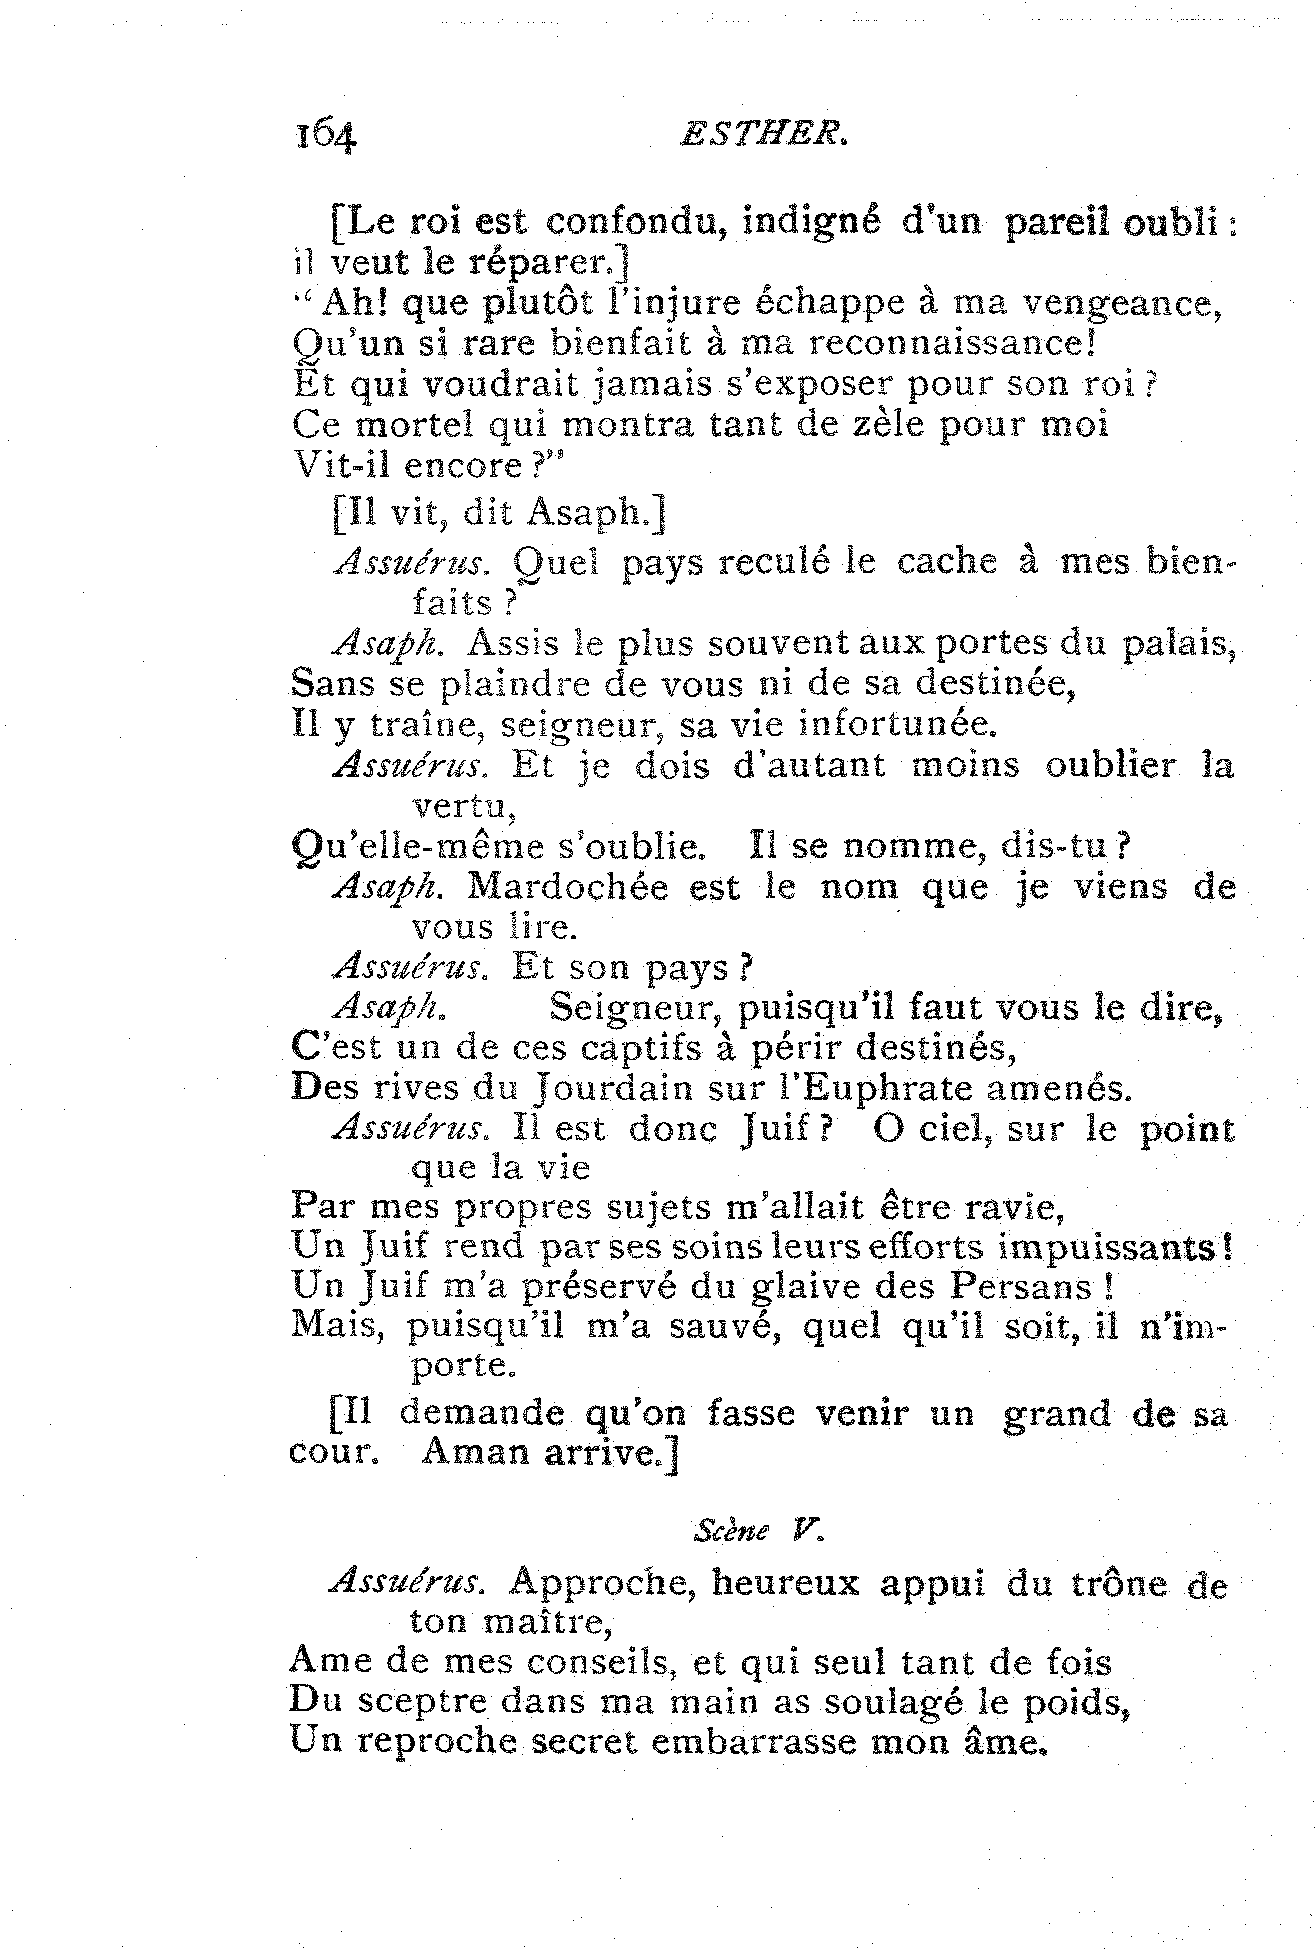 164 ESTHER.
[Le roi est confondu, indigné d'un pareil oubli :
il veut le réparer.]
“Ah! que plutôt l'injure échappe à ma vengeance,
Qu'un si rare bienfait à ma reconnaissance!
Et qui voudrait jamais s'exposer pour son roi ?
Ce mortel qui montra tant de zèle pour moi
Vit-il encore ?”
[Il vit, dit Asaph.]
Assuérus. Quel pays reculé le cache à mes bien-
faits ?
Asaph. Assis le plus souvent aux portes du palais,
Sans se plaindre de vous ni de sa destinée,
Il y traîne, seigneur, sa vie infortunée.
Assuérus. Et je dois d'autant moins oublier la
vertu,
Qu'elle-même s'oublie. Il se nomme, dis-tu ?
Asaph. Mardochée est le nom que je viens de
vous lire.
Assuérus. Et son pays ?
Asaph. Seigneur, puisqu'il faut vous le dire,
C'est un de ces captifs à périr destinés,
Des rives du Jourdain sur l'Euphrate amenés.
Assuérus. Il est donc Juif ? O ciel, sur le point
que la vie
Par mes propres sujets m'allait être ravie,
Un Juif rend par ses soins leurs efforts impuissants !
Un Juif m'a préservé du glaive des Persans !
Mais, puisqu'il m'a sauvé, quel qu'il soit, il n'im-
porte.
[Il demande qu'on fasse venir un grand de sa
cour. Aman arrive.]
Scène V.
Assuérus. Approche, heureux appui du trône de
ton maître,
Ame de mes conseils, et qui seul tant de fois
Du sceptre dans ma main as soulagé le poids,
Un reproche secret embarrasse mon âme.